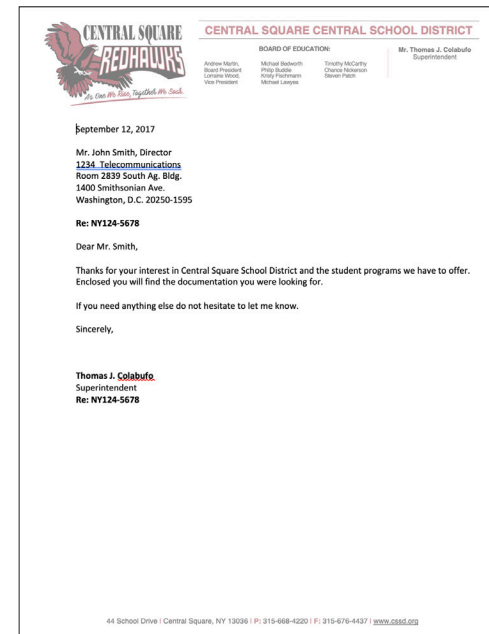 CENTRAL SQUARE
REDHAWKS
As One We Rise, Together We Soar.
CENTRAL SQUARE CENTRAL SCHOOL DISTRICT
BOARD OF EDUCATION:
Andrew Martin,
Board President
Lorraine Wood,
Vice President
Michael Bedworth
Philip Buddle
Kristy Fischmann
Michael Lawyea
Timothy McCarthy
Chance Nickerson
Steven Patch
Mr. Thomas J. Colabufo
Superintendent
September 12, 2017
Mr. John Smith, Director
1234 Telecommunications
Room 2839 South Ag. Bldg.
1400 Smithsonian Ave.
Washington, D.C. 20250-1595
Re: NY124-5678
Dear Mr. Smith,
Thanks for your interest in Central Square School District and the student programs we have to offer.
Enclosed you will find the documentation you were looking for.
If you need anything else do not hesitate to let me know.
Sincerely,
Thomas J. Colabufo
Superintendent
Re: NY124-5678
44 School Drive | Central Square, NY 13036 | P: 315-668-4220 | F: 315-676-4437 | www.cssd.org